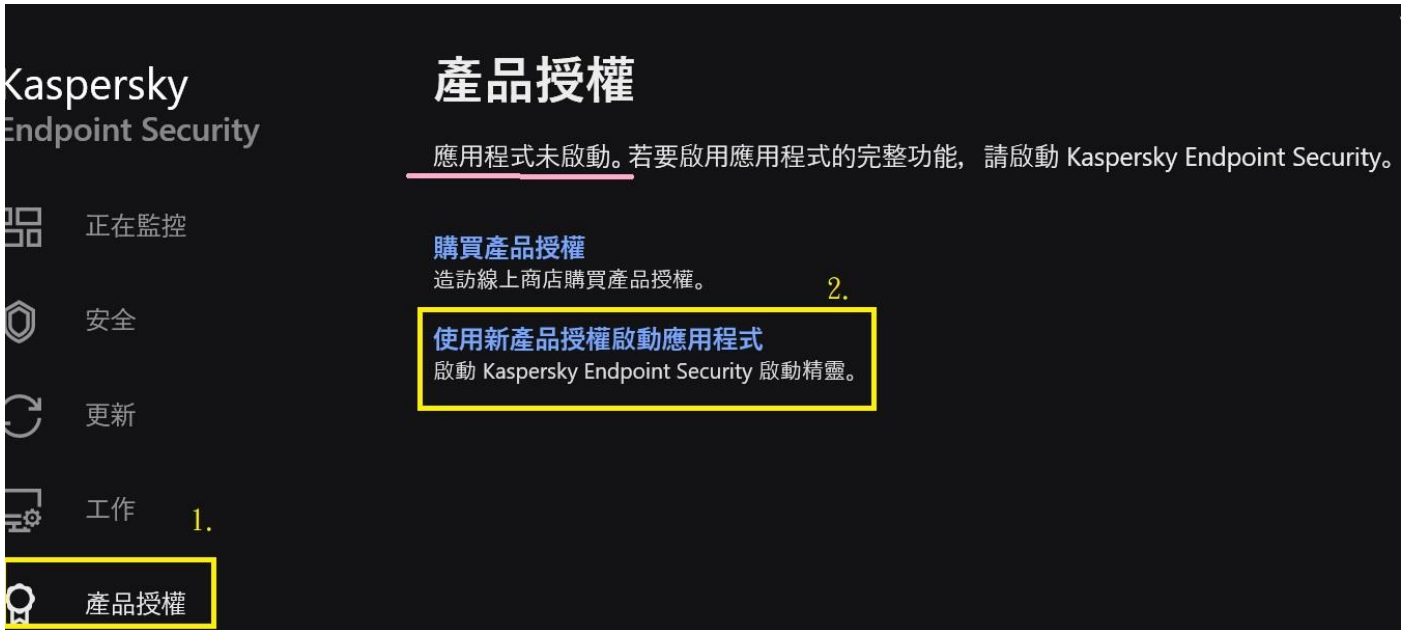 Kaspersky
Endpoint Security
正在監控
安全
更新
工作
1.
產品授權
產品授權
應用程式未啟動。若要啟用應用程式的完整功能，請啟動 Kaspersky Endpoint Security。
購買產品授權
造訪線上商店購買產品授權。
2.
使用新產品授權啟動應用程式
啟動 Kaspersky Endpoint Security 啟動精靈。